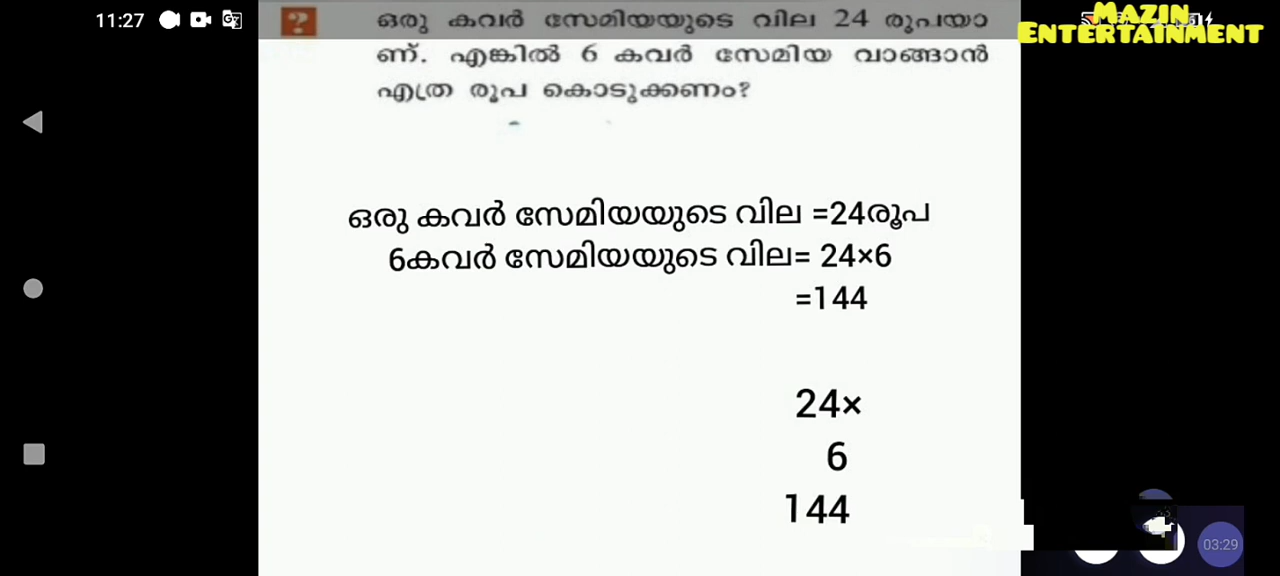 11:27
MAZIN
ENTERTAINMENT
?
ഒരു കവർ സേമിയയുടെ വില 24 രൂപയാ
ണ്. എങ്കിൽ 6 കവർ സേമിയ വാങ്ങാൻ
എത്ര രൂപ കൊടുക്കണം?
ഒരു കവർ സേമിയയുടെ വില =24രൂപ
6കവർ സേമിയയുടെ വില= 24×6
=144
24×
6
144
03:29